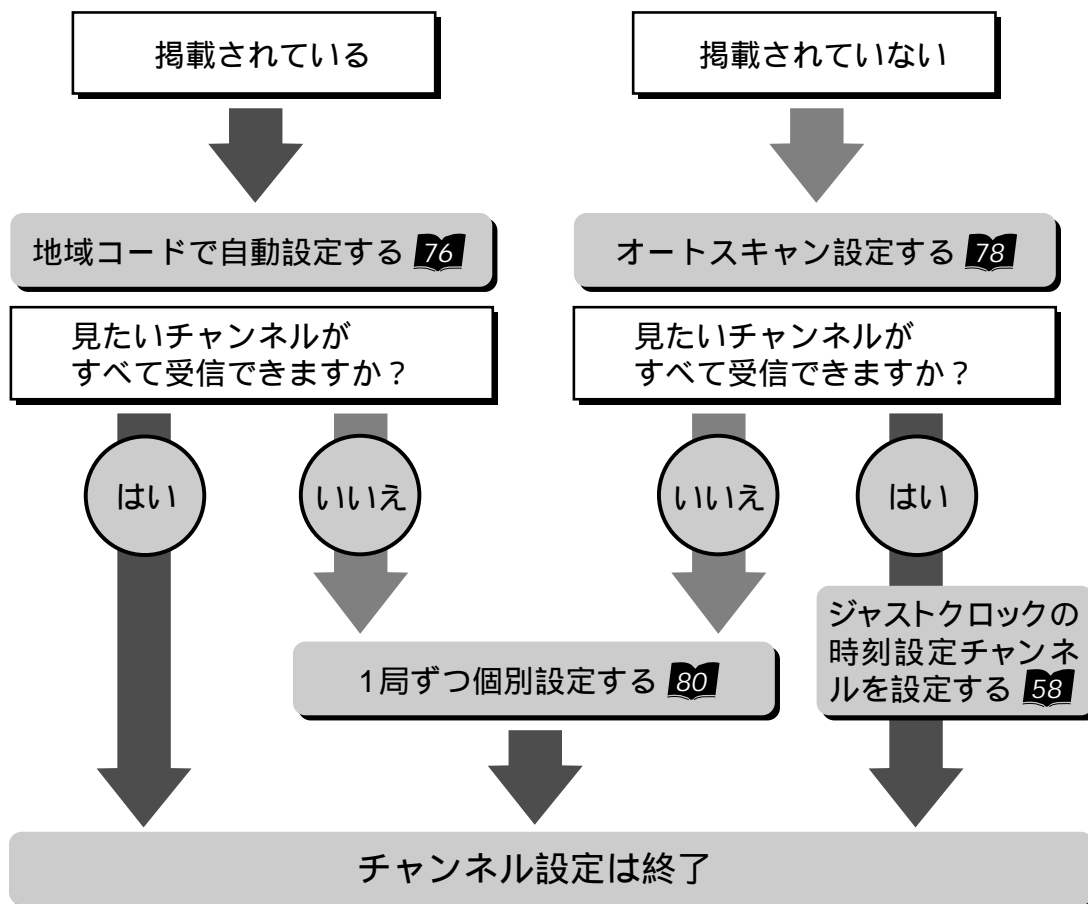 掲載されている
掲載されていない
地域コードで自動設定する 76
オートスキャン設定する 78
見たいチャンネルが
すべて受信できますか？
見たいチャンネルが
すべて受信できますか？
はい
いいえ
いいえ
はい
ジャストクロックの
時刻設定チャンネ
ルを設定する 58
1局ずつ個別設定する 80
チャンネル設定は終了